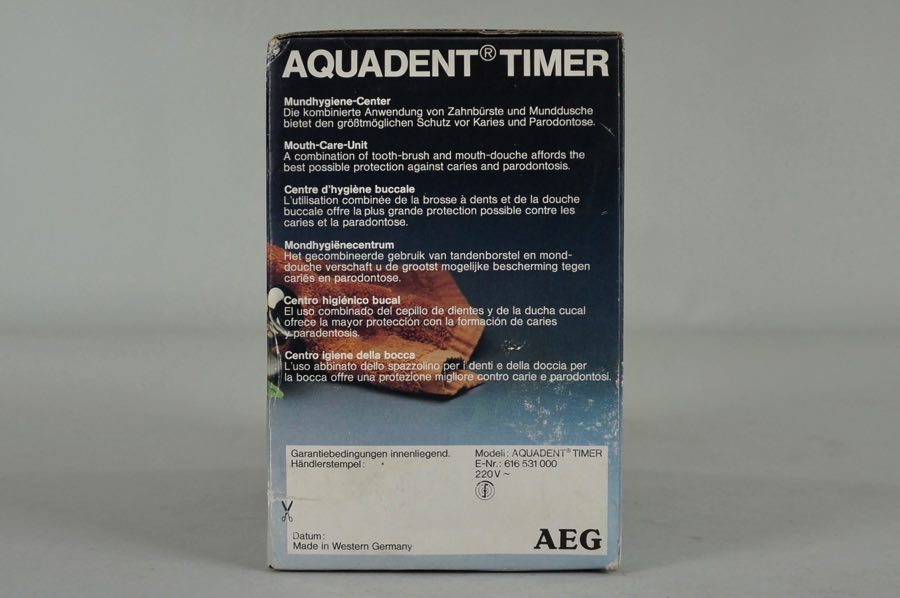 AQUADENT® TIMER
Mundhygiene-Center
Die kombinierte Anwendung von Zahnbürste und Munddusche
bietet den größtmöglichen Schutz vor Karies und Parodontose.
Mouth-Care-Unit
A combination of tooth-brush and mouth-douche affords the
best possible protection against caries and parodontosis.
Centre d'hygiène buccale
L'utilisation combinée de la brosse à dents et de la douche
buccale offre la plus grande protection possible contre les
caries et la paradontose.
Mondhygiënecentrum
Het gecombineerde gebruik van tandenborstel en mond-
douche verschaft u de grootst mogelijke bescherming tegen
cariës en parodontose.
Centro higiénico bucal
El uso combinado del cepillo de dientes y de la ducha cucal
ofrece la mayor protección con la formación de caries
y paradentosis.
Centro igiene della bocca
L'uso abbinato dello spazzolino per i denti e della doccia per
la bocca offre una protezione migliore contro carie e parodontosi.
Garantiebedingungen innenliegend.
Händlerstempel:
Modell: AQUADENT® TIMER
E-Nr.: 616 531 000
220 V ~
Datum:
Made in Western Germany
AEG